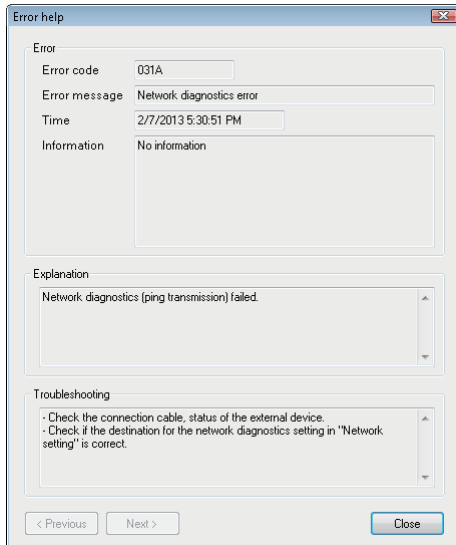 Error help
Error
Error code 031A
Error message Network diagnostics error
Time 2/7/2013 5:30:51 PM
Information No information
Explanation
Network diagnostics (ping transmission) failed.
Troubleshooting
- Check the connection cable, status of the external device.
- Check if the destination for the network diagnostics setting in "Network
setting" is correct.
< Previous Next > Close